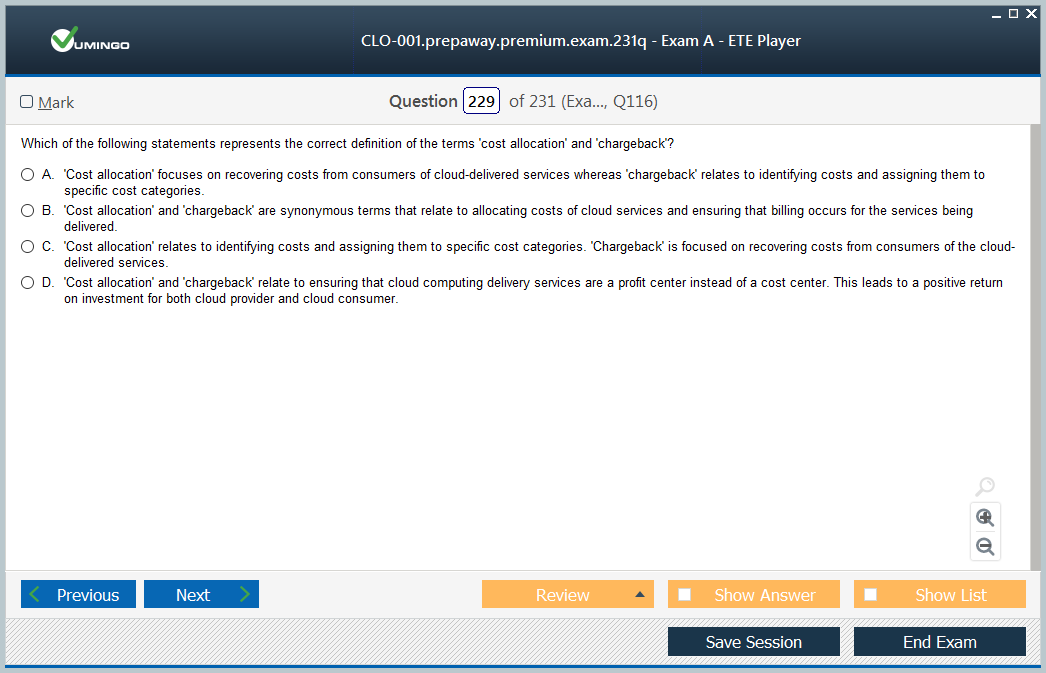 VUMINGO
CLO-001.prepaway.premium.exam.231q - Exam A - ETE Player
Mark
Question 229 of 231 (Exa..., Q116)
Which of the following statements represents the correct definition of the terms 'cost allocation' and 'chargeback'?
A. 'Cost allocation' focuses on recovering costs from consumers of cloud-delivered services whereas 'chargeback' relates to identifying costs and assigning them to
specific cost categories.
B. 'Cost allocation' and 'chargeback' are synonymous terms that relate to allocating costs of cloud services and ensuring that billing occurs for the services being
delivered.
C. 'Cost allocation' relates to identifying costs and assigning them to specific cost categories. 'Chargeback' is focused on recovering costs from consumers of the cloud-
delivered services.
D. 'Cost allocation' and 'chargeback' relate to ensuring that cloud computing delivery services are a profit center instead of a cost center. This leads to a positive return
on investment for both cloud provider and cloud consumer.
Previous Next Review Show Answer Show List
Save Session End Exam